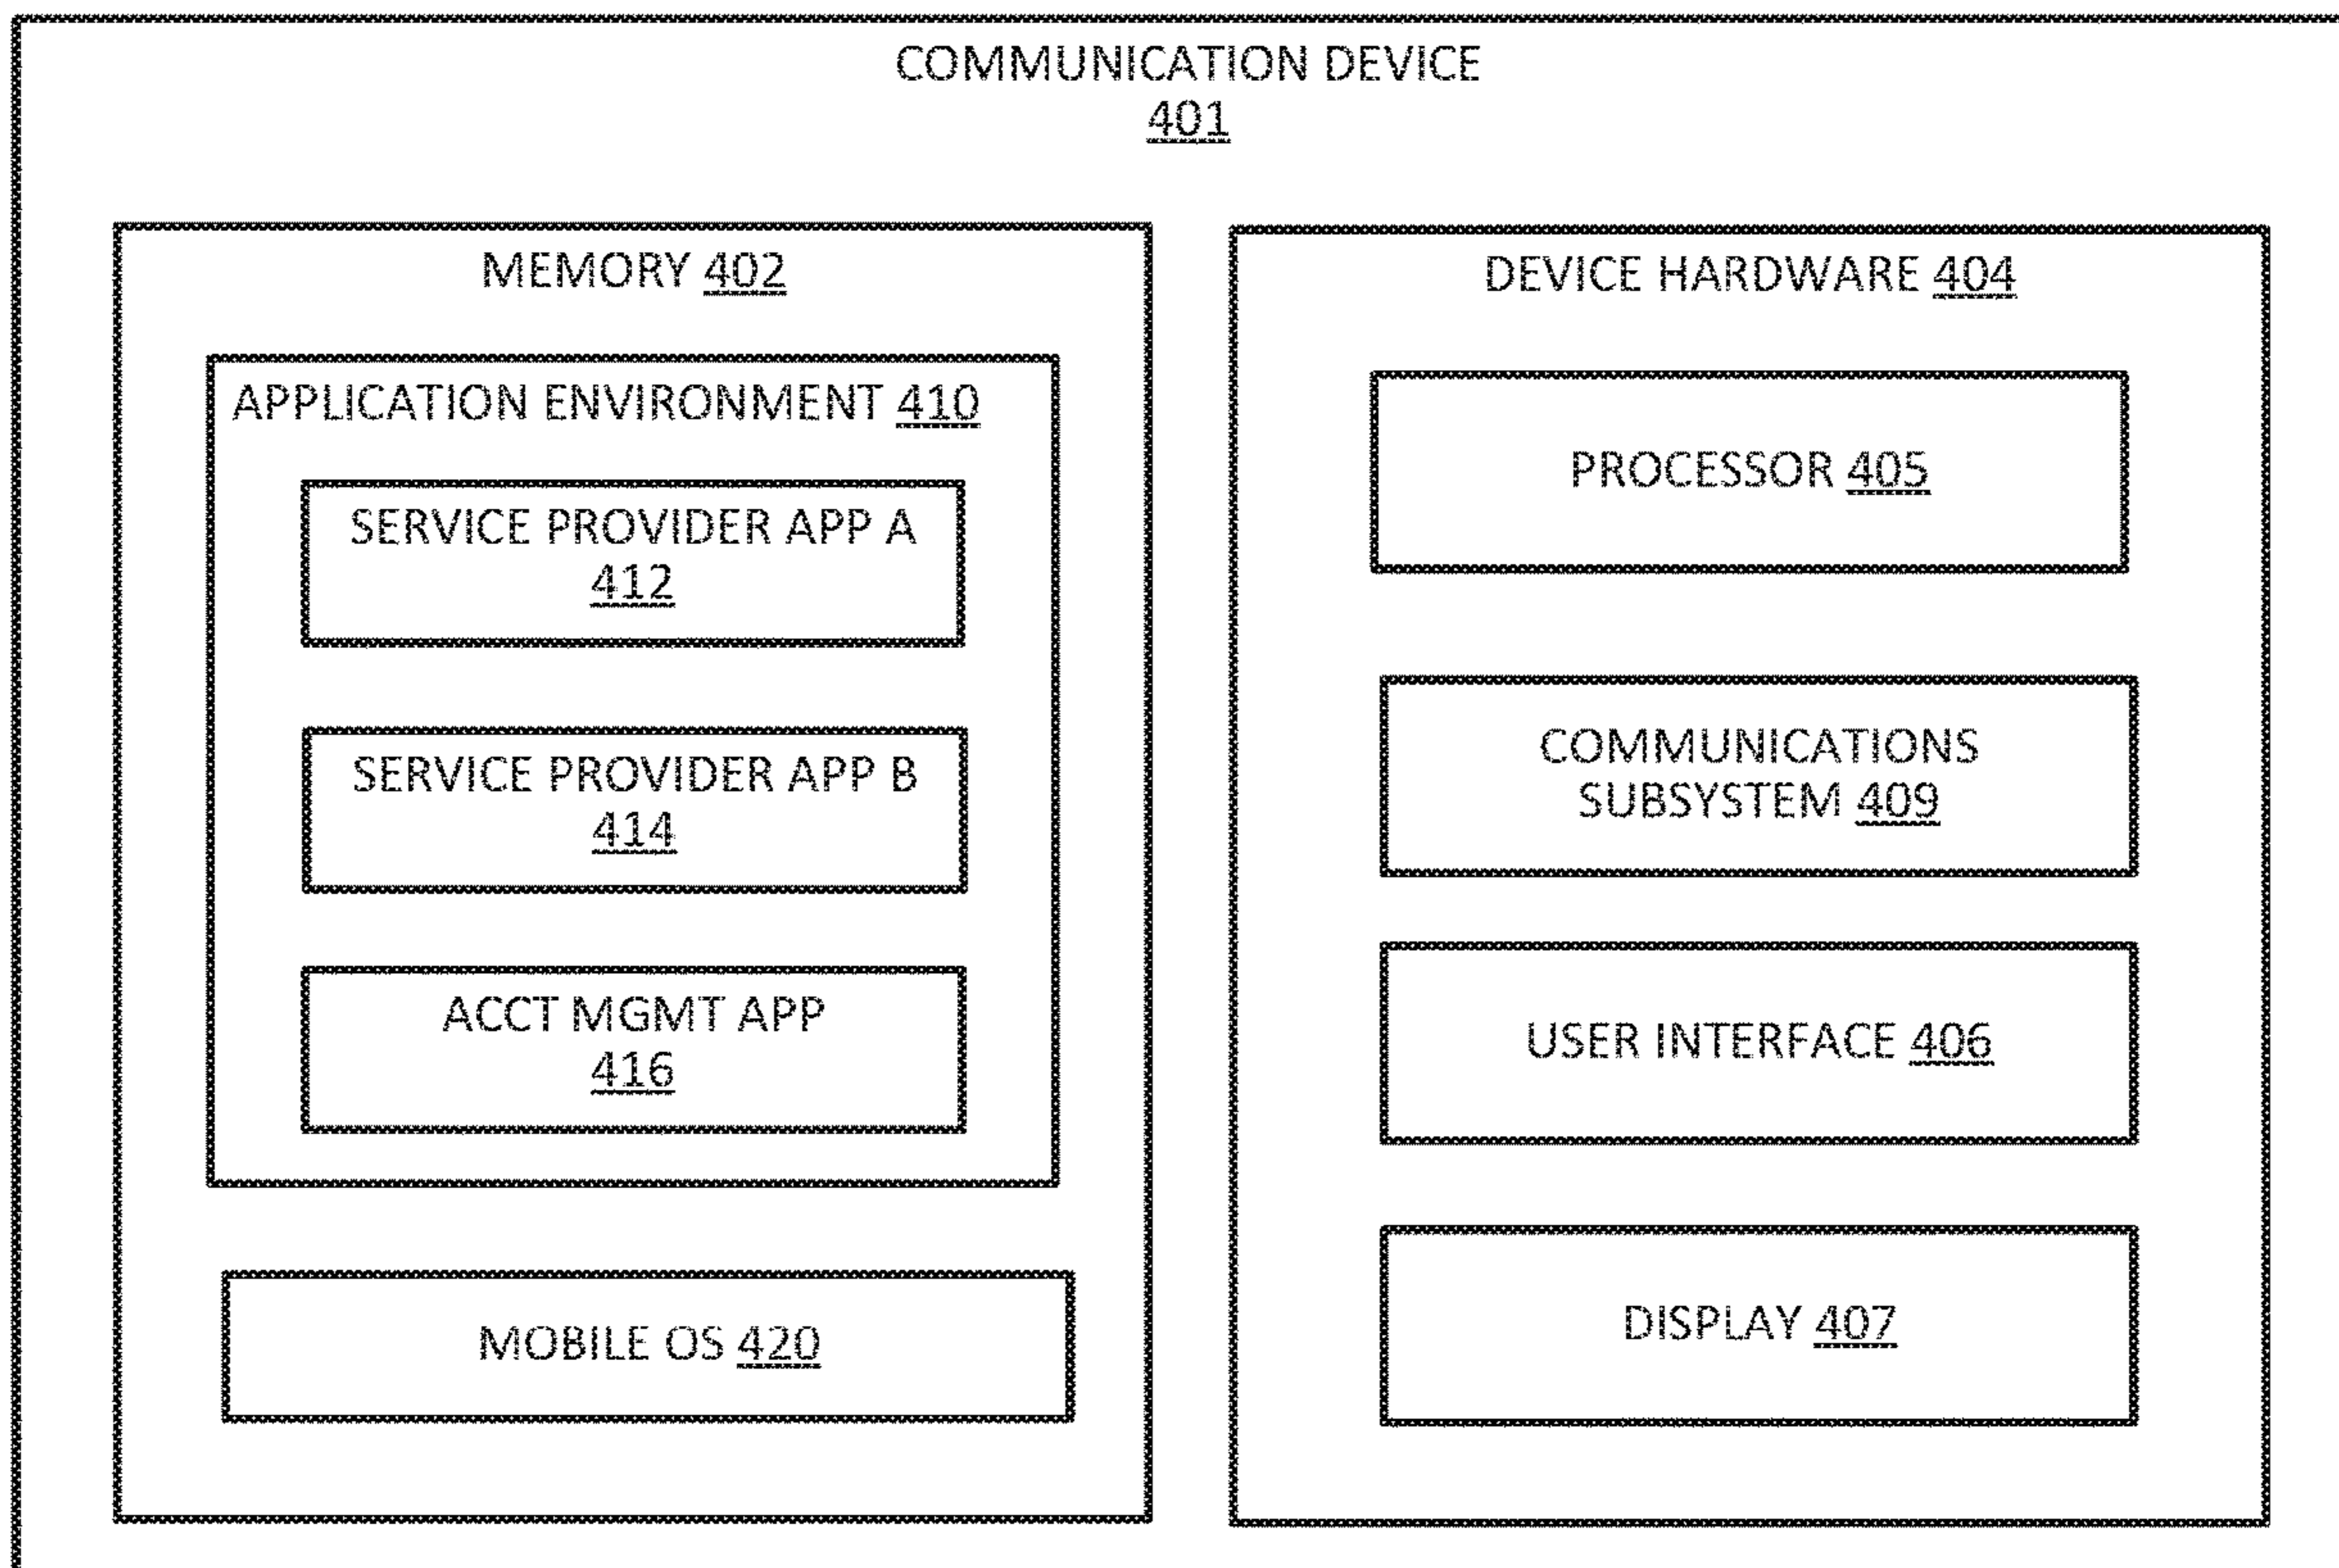 COMMUNICATION DEVICE
401
MEMORY 402
APPLICATION ENVIRONMENT 410
SERVICE PROVIDER APP A
412
SERVICE PROVIDER APP B
414
ACCT MGMT APP
416
MOBILE OS 420
DEVICE HARDWARE 404
PROCESSOR 405
COMMUNICATIONS
SUBSYSTEM 409
USER INTERFACE 406
DISPLAY 407